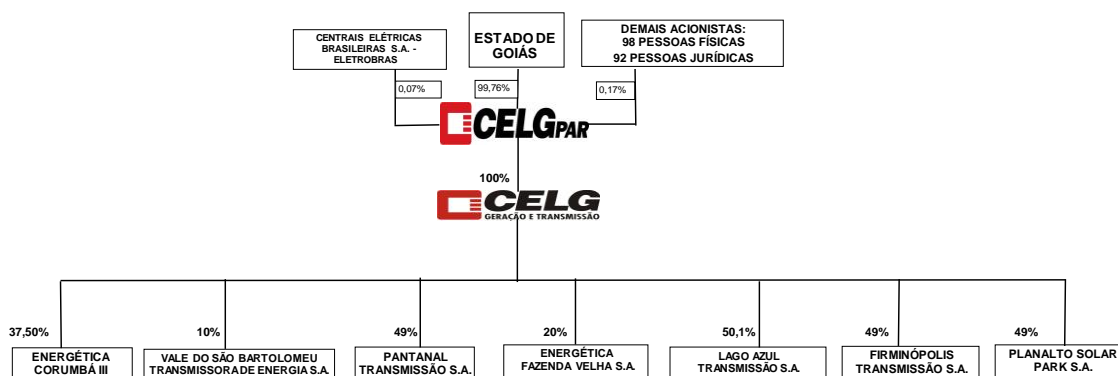 CENTRAIS ELÉTRICAS
BRASILEIRAS S.A. -
ELETROBRAS
ESTADO DE
GOIÁS
DEMAIS ACIONISTAS:
98 PESSOAS FÍSICAS
92 PESSOAS JURÍDICAS
0,07%
99,76%
0,17%
CELGPAR
100%
CELG
GERAÇÃO E TRANSMISSÃO
37,50%
10%
49%
20%
50,1%
49%
49%
ENERGÉTICA
CORUMBÁ III
VALE DO SÃO BARTOLOMEU
TRANSMISSORA DE ENERGIA S.A.
PANTANAL
TRANSMISSÃO S.A.
ENERGÉTICA
FAZENDA VELHA S.A.
LAGO AZUL
TRANSMISSÃO S.A.
FIRMINÓPOLIS
TRANSMISSÃO S.A.
PLANALTO SOLAR
PARK S.A.